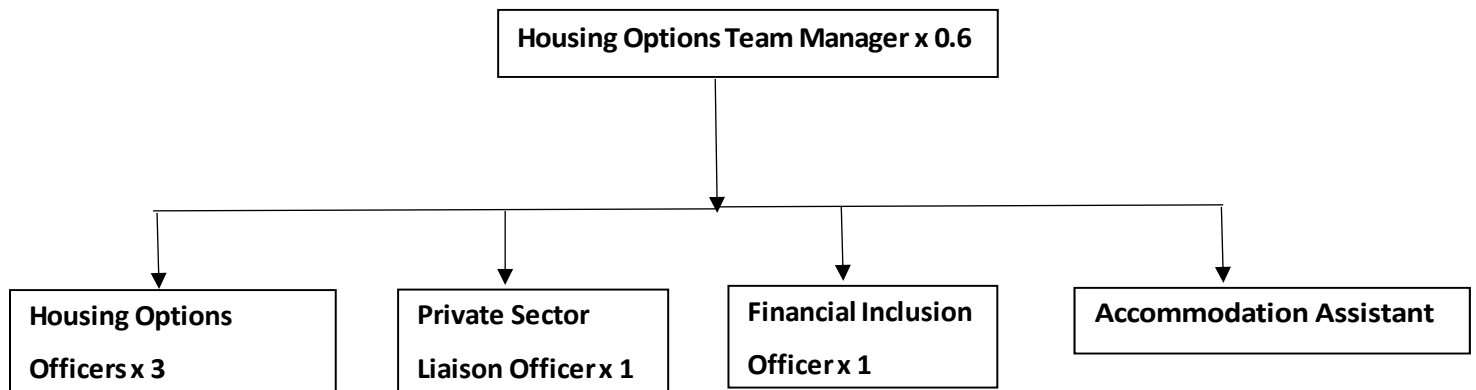 Housing Options Team Manager x 0.6
Housing Options
Officers x 3
Private Sector
Liaison Officer x 1
Financial Inclusion
Officer x 1
Accommodation Assistant